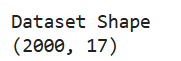 Dataset Shape
(2000, 17)